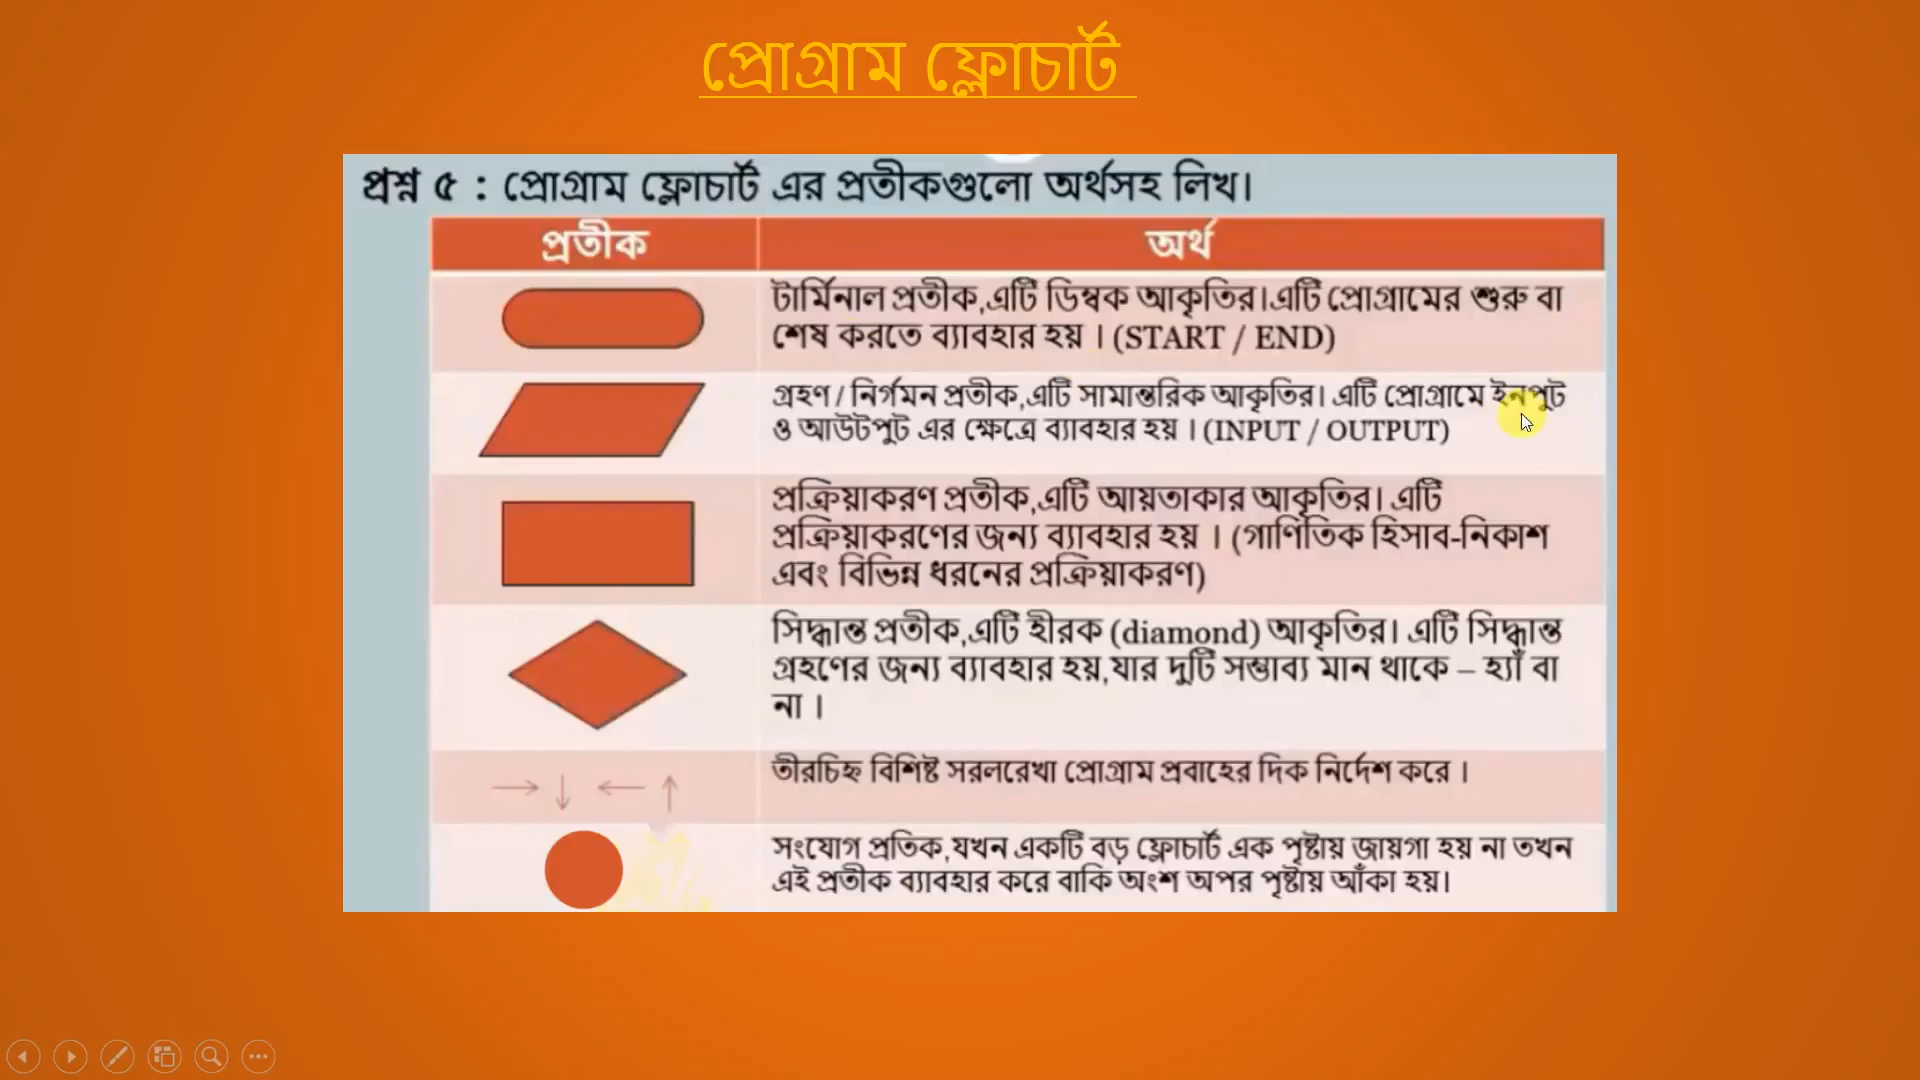 প্রোগ্রাম ফ্লোচার্ট
প্রশ্ন ৫ : প্রোগ্রাম ফ্লোচার্ট এর প্রতীকগুলো অর্থসহ লিখ।
প্রতীক অর্থ
টার্মিনাল প্রতীক,এটি ডিম্বক আকৃতির।এটি প্রোগ্রামের শুরু বা
শেষ করতে ব্যাবহার হয় । (START / END)
গ্রহণ / নির্গমন প্রতীক,এটি সামান্তরিক আকৃতির। এটি প্রোগ্রামে ইনপুট
ও আউটপুট এর ক্ষেত্রে ব্যাবহার হয় । (INPUT / OUTPUT)
প্রক্রিয়াকরণ প্রতীক,এটি আয়তাকার আকৃতির। এটি
প্রক্রিয়াকরণের জন্য ব্যাবহার হয় । (গাণিতিক হিসাব-নিকাশ
এবং বিভিন্ন ধরনের প্রক্রিয়াকরণ)
সিদ্ধান্ত প্রতীক,এটি হীরক (diamond) আকৃতির। এটি সিদ্ধান্ত
গ্রহণের জন্য ব্যাবহার হয়,যার দুটি সম্ভাব্য মান থাকে – হ্যাঁ বা
না ।
তীরচিহ্ন বিশিষ্ট সরলরেখা প্রোগ্রাম প্রবাহের দিক নির্দেশ করে ।
সংযোগ প্রতিক,যখন একটি বড় ফ্লোচার্ট এক পৃষ্টায় জায়গা হয় না তখন
এই প্রতীক ব্যাবহার করে বাকি অংশ অপর পৃষ্টায় আঁকা হয়।